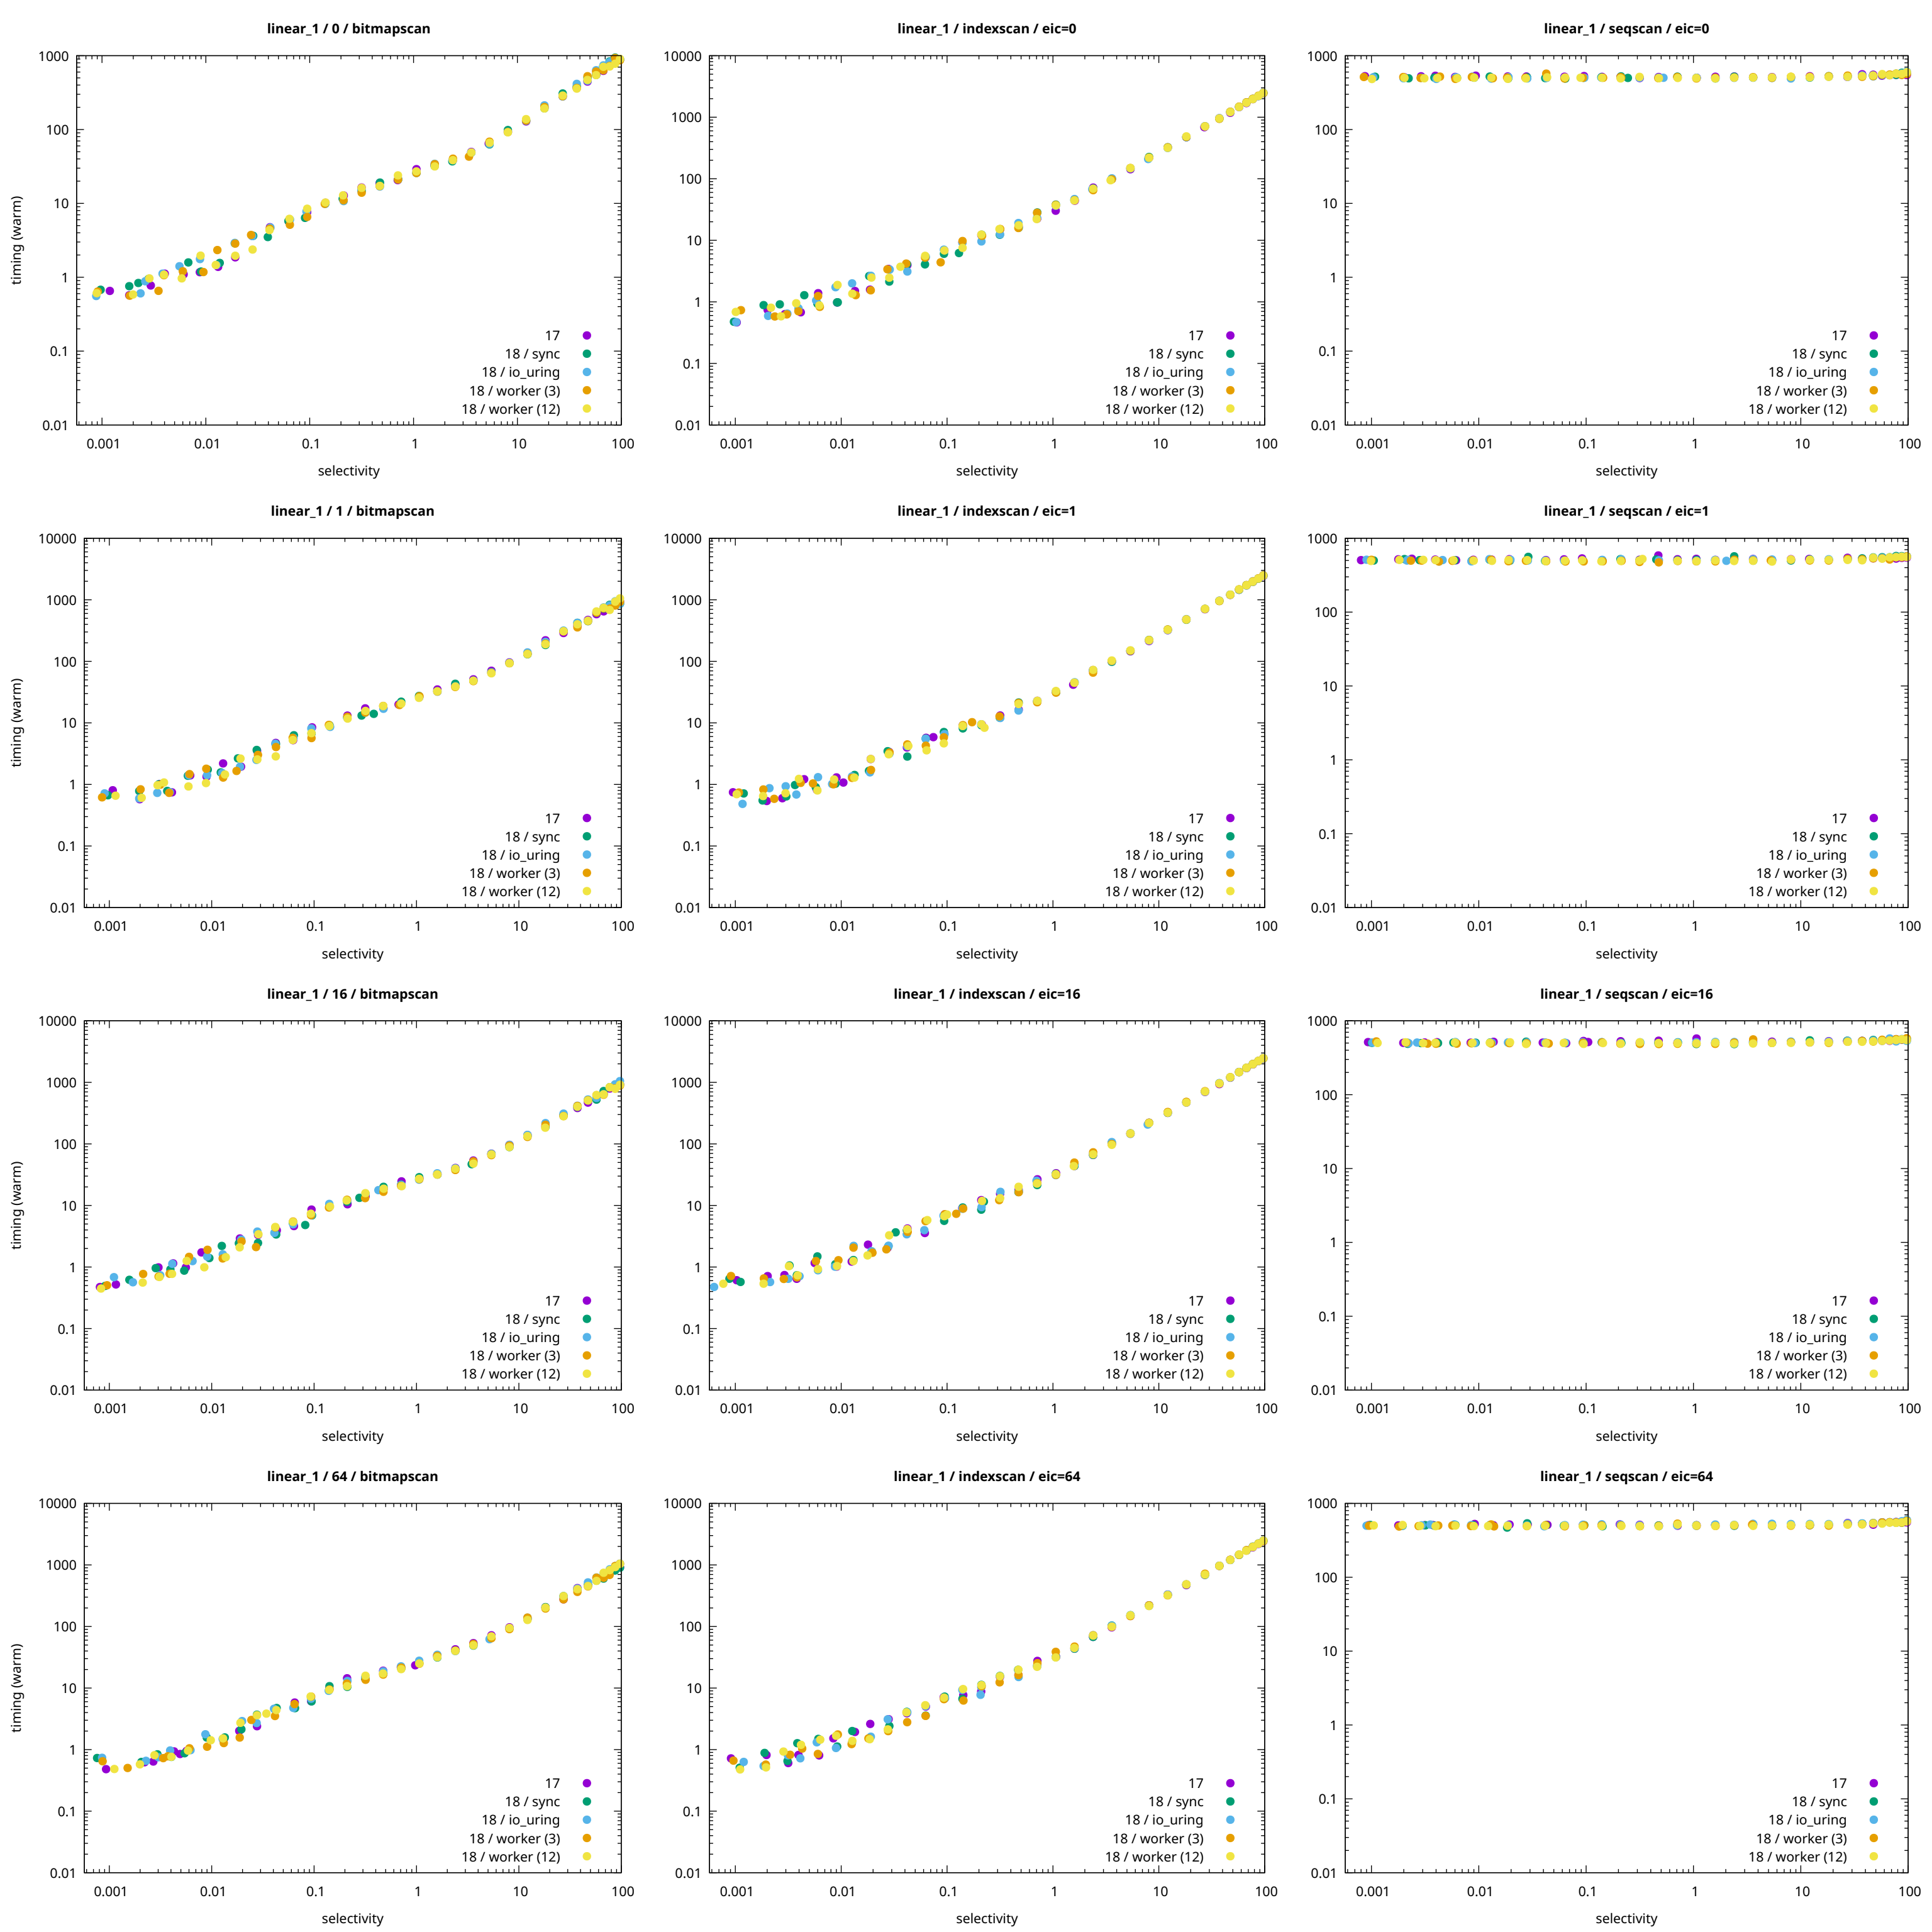 linear_1 / 0 / bitmapscan
timing (warm)
1000
100
10
1
0.1
0.01
17
18 / sync
18 / io_uring
18 / worker (3)
18 / worker (12)
0.001 0.01 0.1 1 10 100
selectivity
linear_1 / indexscan / eic=0
10000
1000
100
10
1
0.1
0.01
17
18 / sync
18 / io_uring
18 / worker (3)
18 / worker (12)
0.001 0.01 0.1 1 10 100
selectivity
linear_1 / seqscan / eic=0
1000
100
10
1
0.1
0.01
17
18 / sync
18 / io_uring
18 / worker (3)
18 / worker (12)
0.001 0.01 0.1 1 10 100
selectivity
linear_1 / 1 / bitmapscan
timing (warm)
10000
1000
100
10
1
0.1
0.01
17
18 / sync
18 / io_uring
18 / worker (3)
18 / worker (12)
0.001 0.01 0.1 1 10 100
selectivity
linear_1 / indexscan / eic=1
10000
1000
100
10
1
0.1
0.01
17
18 / sync
18 / io_uring
18 / worker (3)
18 / worker (12)
0.001 0.01 0.1 1 10 100
selectivity
linear_1 / seqscan / eic=1
1000
100
10
1
0.1
0.01
17
18 / sync
18 / io_uring
18 / worker (3)
18 / worker (12)
0.001 0.01 0.1 1 10 100
selectivity
linear_1 / 16 / bitmapscan
timing (warm)
10000
1000
100
10
1
0.1
0.01
17
18 / sync
18 / io_uring
18 / worker (3)
18 / worker (12)
0.001 0.01 0.1 1 10 100
selectivity
linear_1 / indexscan / eic=16
10000
1000
100
10
1
0.1
0.01
17
18 / sync
18 / io_uring
18 / worker (3)
18 / worker (12)
0.001 0.01 0.1 1 10 100
selectivity
linear_1 / seqscan / eic=16
1000
100
10
1
0.1
0.01
17
18 / sync
18 / io_uring
18 / worker (3)
18 / worker (12)
0.001 0.01 0.1 1 10 100
selectivity
linear_1 / 64 / bitmapscan
timing (warm)
10000
1000
100
10
1
0.1
0.01
17
18 / sync
18 / io_uring
18 / worker (3)
18 / worker (12)
0.001 0.01 0.1 1 10 100
selectivity
linear_1 / indexscan / eic=64
10000
1000
100
10
1
0.1
0.01
17
18 / sync
18 / io_uring
18 / worker (3)
18 / worker (12)
0.001 0.01 0.1 1 10 100
selectivity
linear_1 / seqscan / eic=64
1000
100
10
1
0.1
0.01
17
18 / sync
18 / io_uring
18 / worker (3)
18 / worker (12)
0.001 0.01 0.1 1 10 100
selectivity